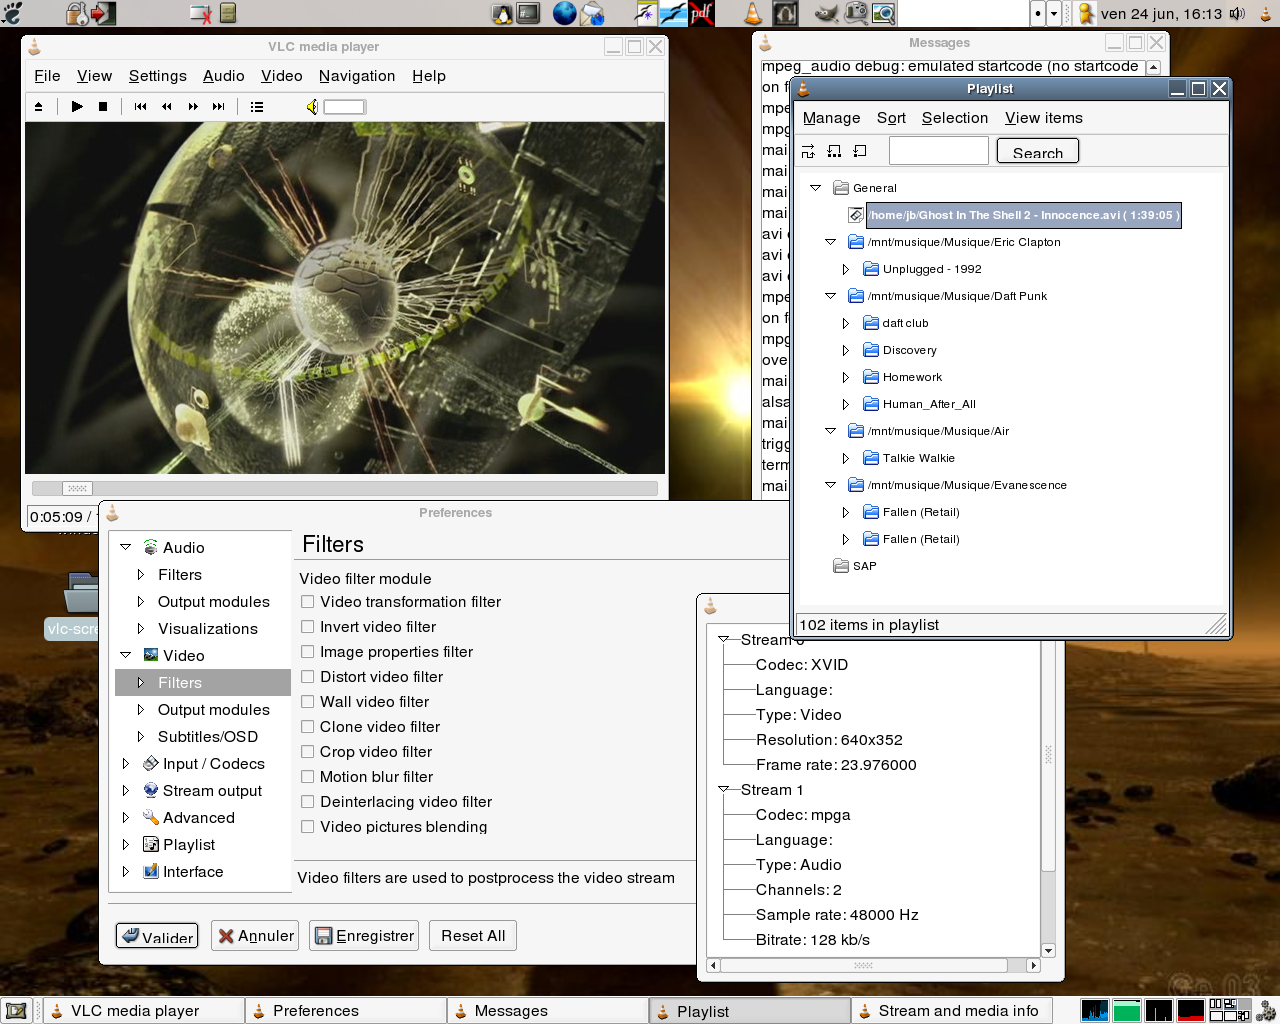 ven 24 jun, 16:13
VLC media player
File View Settings Audio Video Navigation Help
0:05:09 /
Messages
mpeg_audio debug: emulated startcode (no startcode
on f
mpe
mpg
mai
mai
mai
mai
avi
avi
avi
mpe
on f
mpg
ove
mai
alsa
mai
trigg
term
mai
Playlist
Manage Sort Selection View items
Search
General
/home/jb/Ghost In The Shell 2 - Innocence.avi ( 1:39:05 )
/mnt/musique/Musique/Eric Clapton
Unplugged - 1992
/mnt/musique/Musique/Daft Punk
daft club
Discovery
Homework
Human_After_All
/mnt/musique/Musique/Air
Talkie Walkie
/mnt/musique/Musique/Evanescence
Fallen (Retail)
Fallen (Retail)
SAP
102 items in playlist
vlc-scre
Preferences
Audio
Filters
Output modules
Visualizations
Video
Filters
Output modules
Subtitles/OSD
Input / Codecs
Stream output
Advanced
Playlist
Interface
Filters
Video filter module
Video transformation filter
Invert video filter
Image properties filter
Distort video filter
Wall video filter
Clone video filter
Crop video filter
Motion blur filter
Deinterlacing video filter
Video pictures blending
Video filters are used to postprocess the video stream
Valider Annuler Enregistrer Reset All
Stream 0
Codec: XVID
Language:
Type: Video
Resolution: 640x352
Frame rate: 23.976000
Stream 1
Codec: mpga
Language:
Type: Audio
Channels: 2
Sample rate: 48000 Hz
Bitrate: 128 kb/s
VLC media player Preferences Messages Playlist Stream and media info